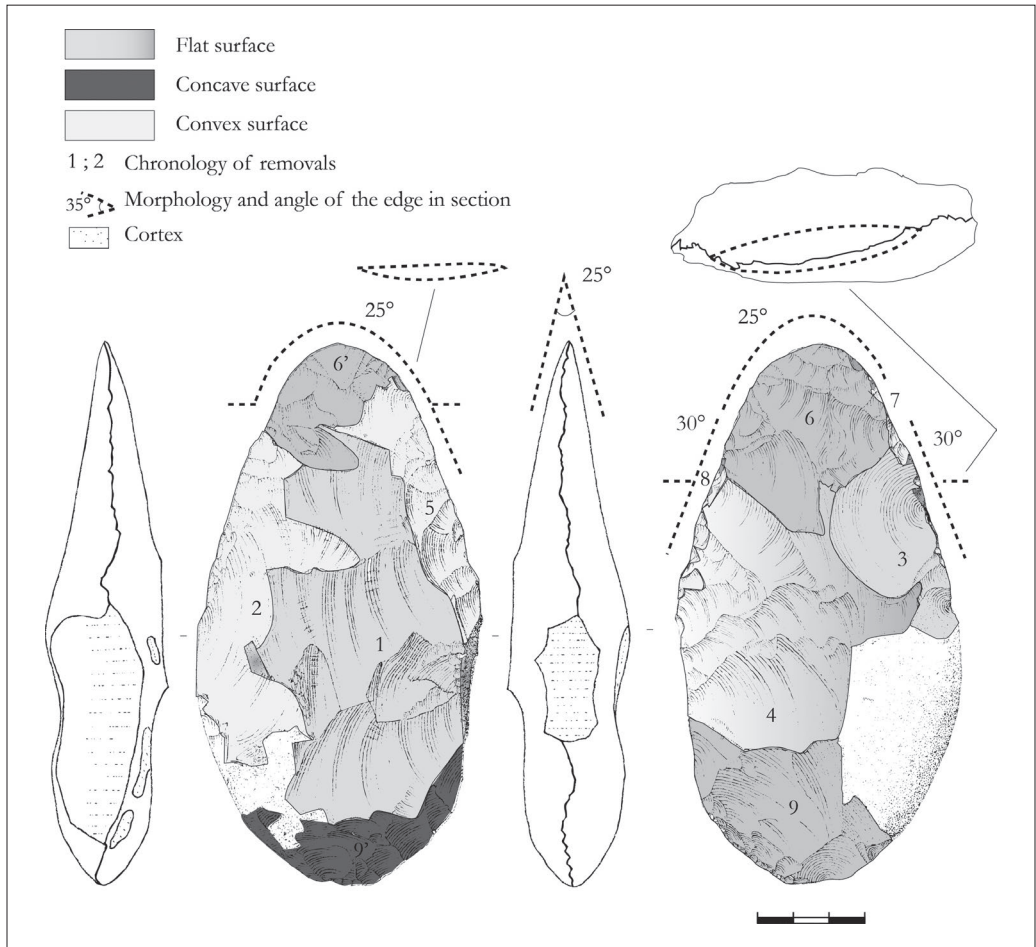 Flat surface
Concave surface
Convex surface
1 ; 2 Chronology of removals
35° Morphology and angle of the edge in section
Cortex
25°
25°
25°
6'
6
7
30°
30°
8
5
3
2
1
4
9
9'